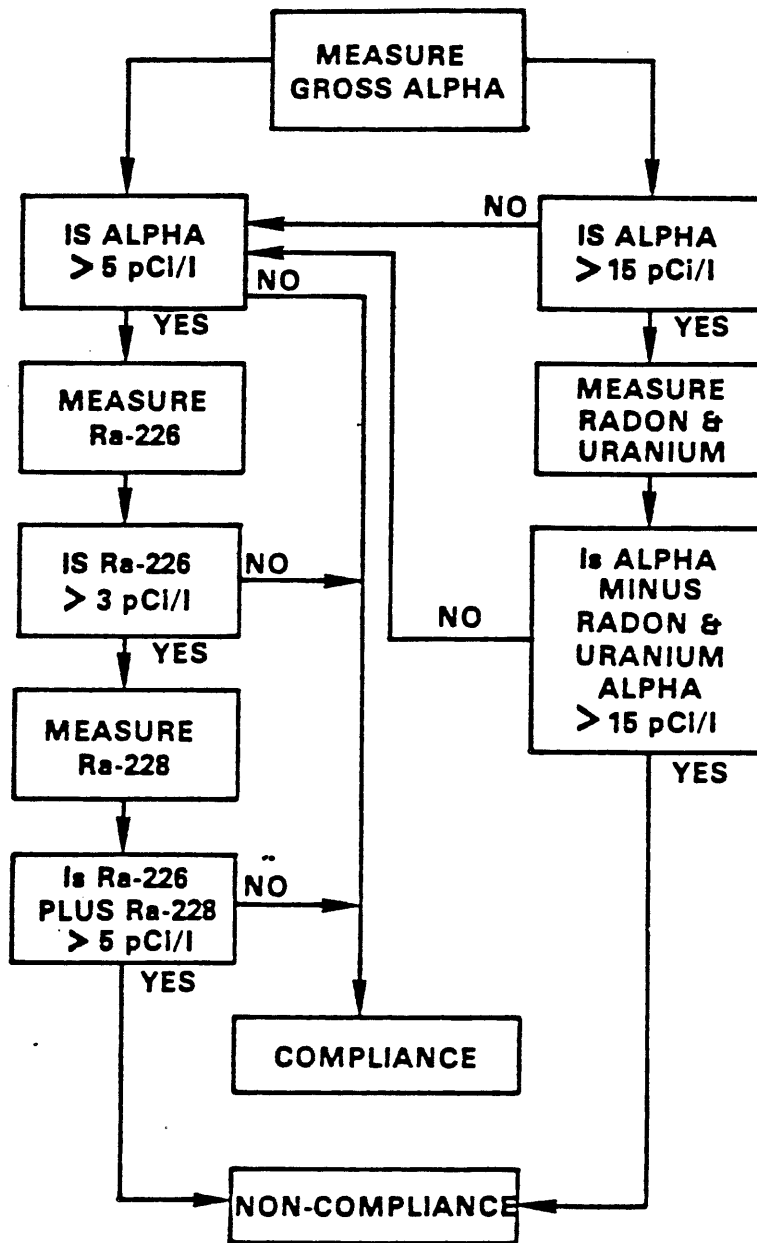 MEASURE
GROSS ALPHA
NO
IS ALPHA
> 5 pCi/l
NO
YES
IS ALPHA
> 15 pCi/l
YES
MEASURE
Ra-226
MEASURE
RADON &
URANIUM
IS Ra-226
> 3 pCi/l
NO
YES
Is ALPHA
MINUS
RADON &
URANIUM
ALPHA
> 15 pCi/l
NO
YES
MEASURE
Ra-228
Is Ra-226
PLUS Ra-228
> 5 pCi/l
NO
YES
COMPLIANCE
NON-COMPLIANCE